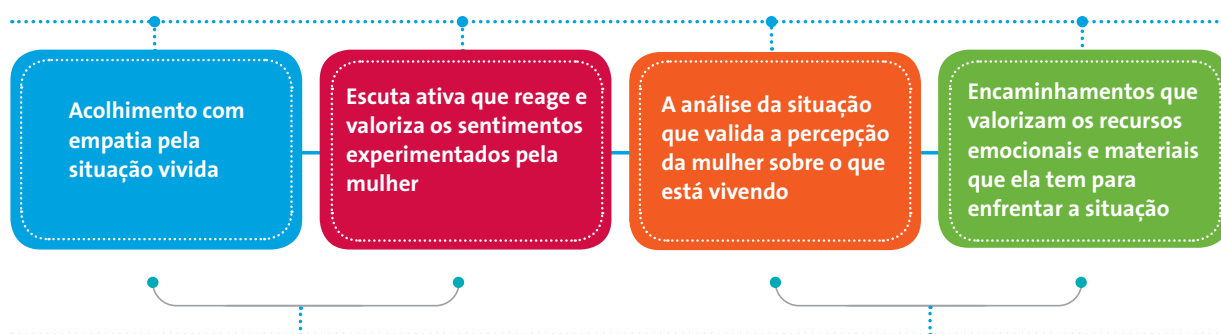 Acolhimento com
empatia pela
situação vivida
Escuta ativa que reage e
valoriza os sentimentos
experimentados pela
mulher
A análise da situação
que valida a percepção
da mulher sobre o que
está vivendo
Encaminhamentos que
valorizam os recursos
emocionais e materiais
que ela tem para
enfrentar a situação